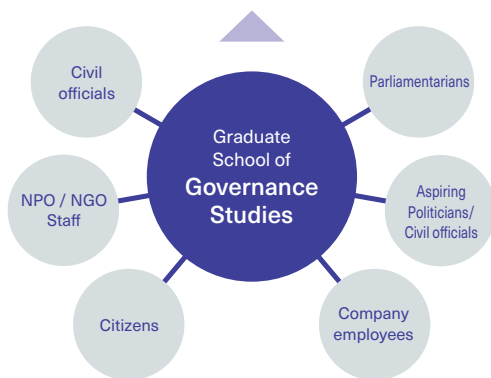 Civil
officials
Parliamentarians
Graduate
School of
Governance
Studies
NPO / NGO
Staff
Aspiring
Politicians/
Civil officials
Citizens
Company
employees